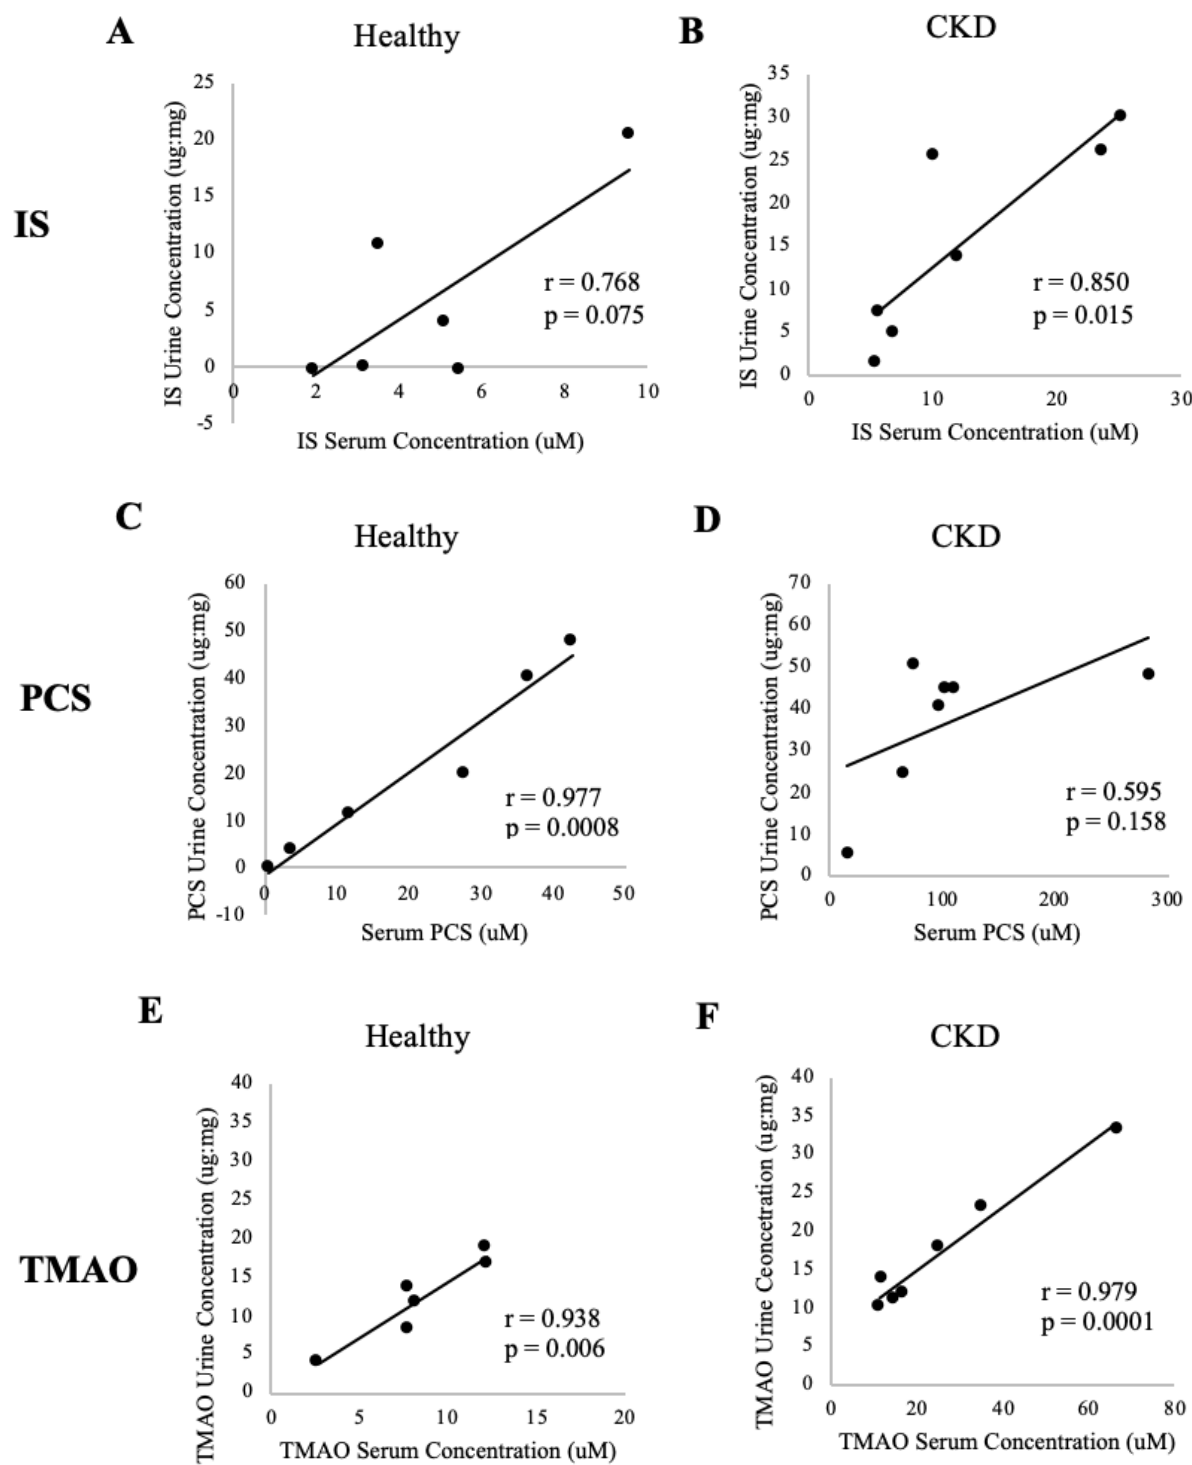 A
Healthy
B
CKD
IS
IS Urine Concentration (ug:mg)
25
20
15
10
5
0
-5
0
2
4
6
8
10
r = 0.768
p = 0.075
IS Serum Concentration (uM)
IS Urine Concentration (ug:mg)
35
30
25
20
15
10
5
0
0
10
20
30
r = 0.850
p = 0.015
IS Serum Concentration (uM)
C
Healthy
D
CKD
PCS
PCS Urine Concentration (ug:mg)
60
50
40
30
20
10
0
-10
0
10
20
30
40
50
r = 0.977
p = 0.0008
Serum PCS (uM)
PCS Urine Concentration (ug:mg)
70
60
50
40
30
20
10
0
0
100
200
300
r = 0.595
p = 0.158
Serum PCS (uM)
E
Healthy
F
CKD
TMAO
TMAO Urine Concentration (ug:mg)
40
35
30
25
20
15
10
5
0
0
5
10
15
20
r = 0.938
p = 0.006
TMAO Serum Concentration (uM)
TMAO Urine Ceoncetration (ug:mg)
40
35
30
25
20
15
10
5
0
0
20
40
60
80
r = 0.979
p = 0.0001
TMAO Serum Concentration (uM)